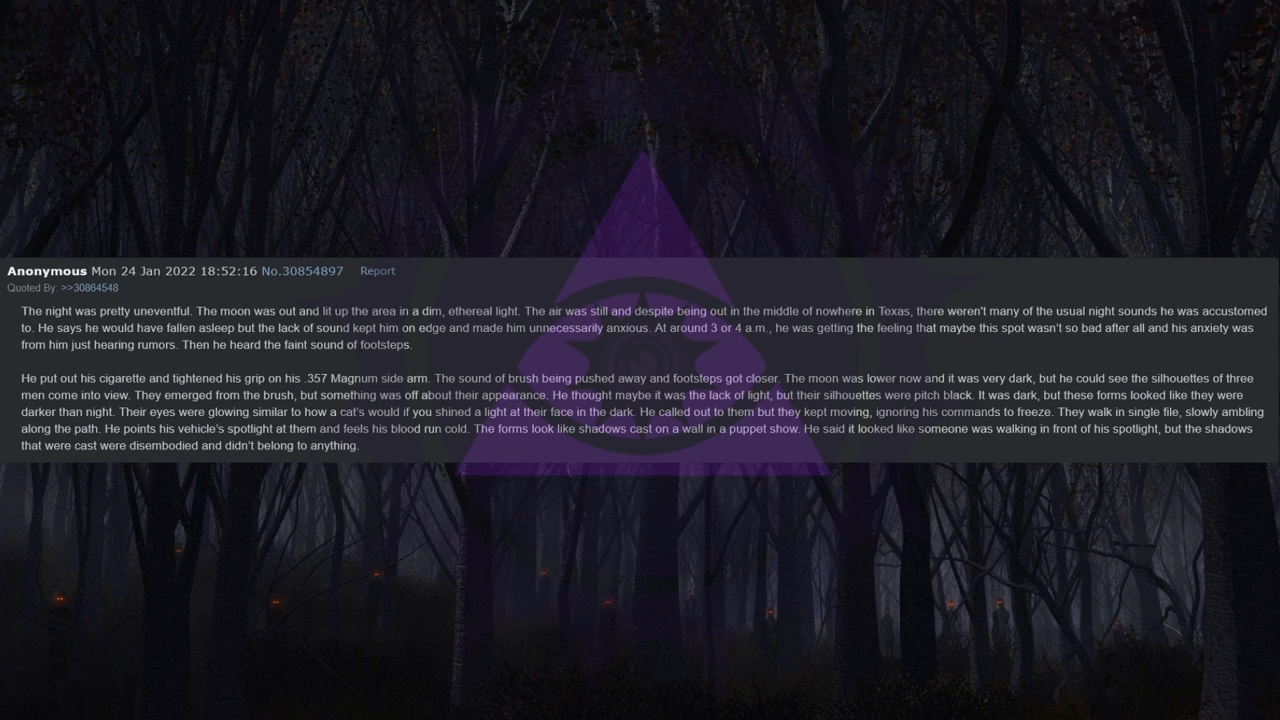 Anonymous Mon 24 Jan 2022 18:52:16 No.30854897 Report
Quoted By: >>30864548
The night was pretty uneventful. The moon was out and lit up the area in a dim, ethereal light. The air was still and despite being out in the middle of nowhere in Texas, there weren't many of the usual night sounds he was accustomed
to. He says he would have fallen asleep but the lack of sound kept him on edge and made him unnecessarily anxious. At around 3 or 4 a.m., he was getting the feeling that maybe this spot wasn't so bad after all and his anxiety was
from him just hearing rumors. Then he heard the faint sound of footsteps.
He put out his cigarette and tightened his grip on his .357 Magnum side arm. The sound of brush being pushed away and footsteps got closer. The moon was lower now and it was very dark, but he could see the silhouettes of three
men come into view. They emerged from the brush, but something was off about their appearance. He thought maybe it was the lack of light, but their silhouettes were pitch black. It was dark, but these forms looked like they were
darker than night. Their eyes were glowing similar to how a cat's would if you shined a light at their face in the dark. He called out to them but they kept moving, ignoring his commands to freeze. They walk in single file, slowly ambling
along the path. He points his vehicle's spotlight at them and feels his blood run cold. The forms look like shadows cast on a wall in a puppet show. He said it looked like someone was walking in front of his spotlight, but the shadows
that were cast were disembodied and didn't belong to anything.